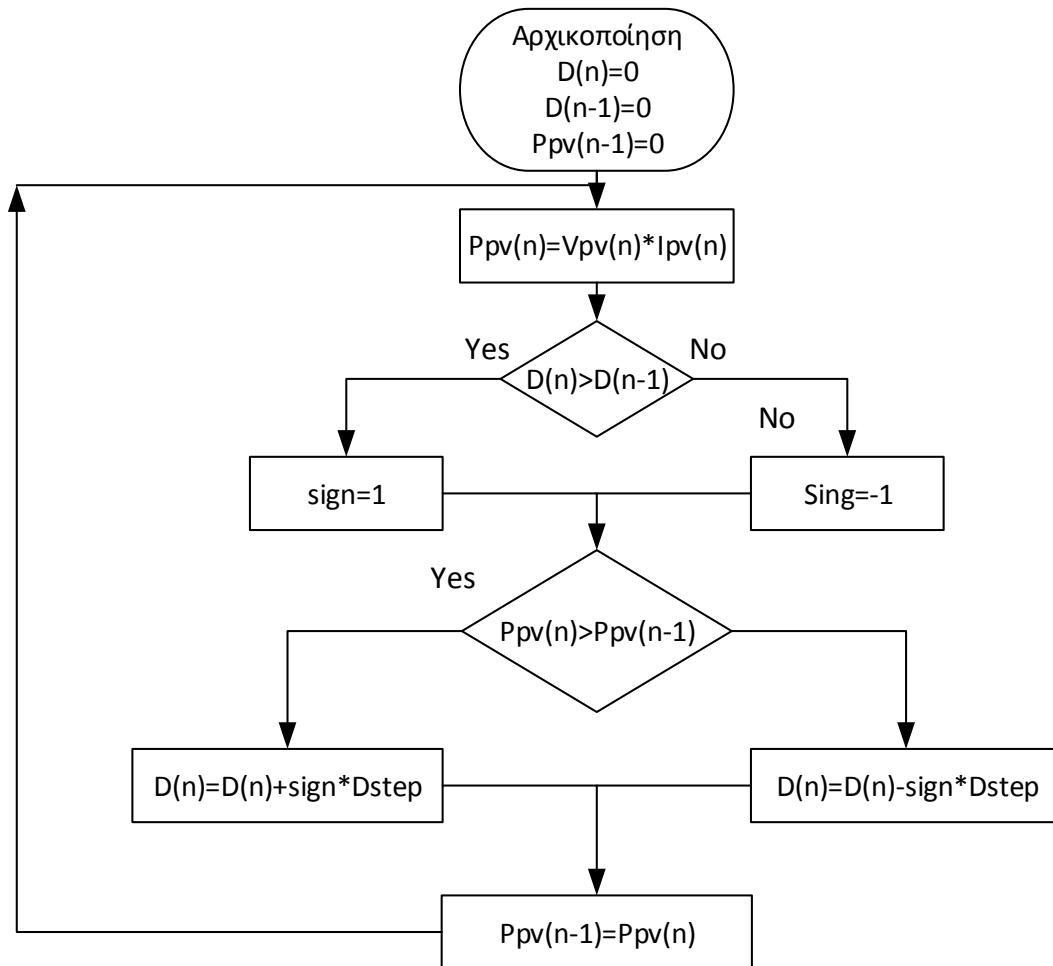 Αρχικοποίηση
D(n)=0
D(n-1)=0
Ppv(n-1)=0
Ppv(n)=Vpv(n)*Ipv(n)
Yes
No
D(n)>D(n-1)
No
sign=1
Sing=-1
Yes
Ppv(n)>Ppv(n-1)
D(n)=D(n)+sign*Dstep
D(n)=D(n)-sign*Dstep
Ppv(n-1)=Ppv(n)